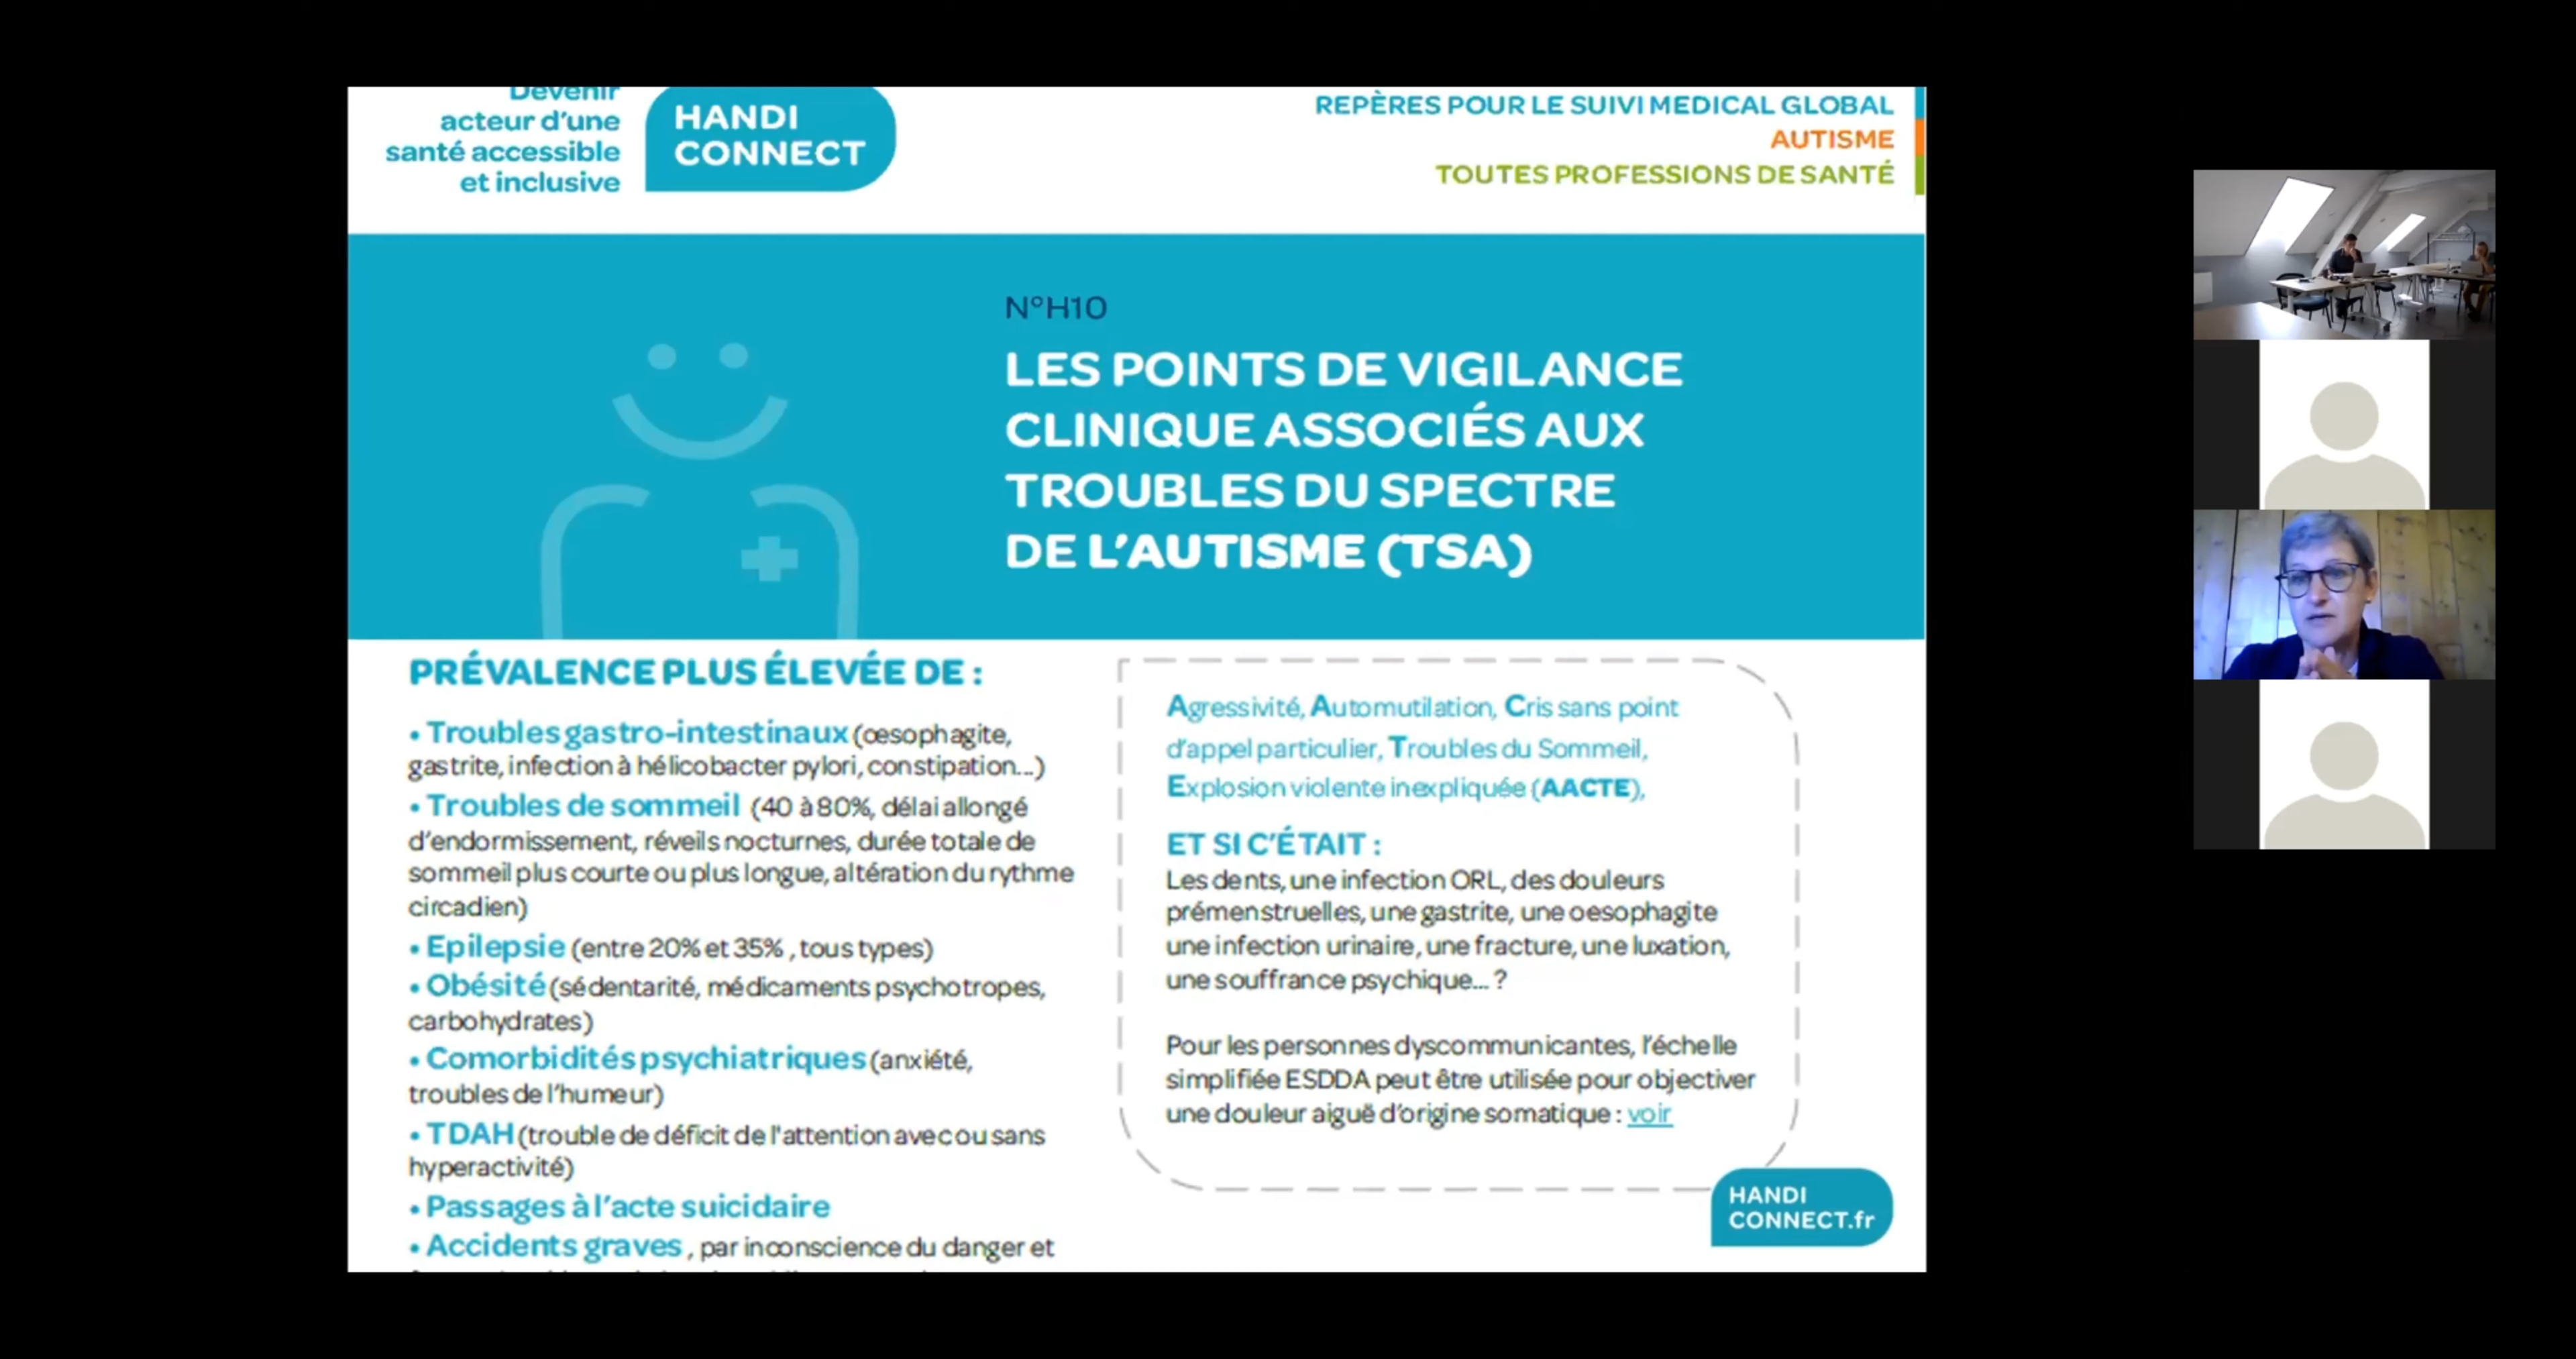 Devenir
acteur d'une
santé accessible
et inclusive
HANDI
CONNECT
REPÈRES POUR LE SUIVI MEDICAL GLOBAL
AUTISME
TOUTES PROFESSIONS DE SANTÉ
N°H10
LES POINTS DE VIGILANCE
CLINIQUE ASSOCIÉS AUX
TROUBLES DU SPECTRE
DE L'AUTISME (TSA)
PRÉVALENCE PLUS ÉLEVÉE DE :
• Troubles gastro-intestinaux (œsophagite,
gastrite, infection à hélicobacter pylori, constipation...)
• Troubles de sommeil (40 à 80%, délai allongé
d'endormissement, réveils nocturnes, durée totale de
sommeil plus courte ou plus longue, altération du rythme
circadien)
• Epilepsie (entre 20% et 35% , tous types)
• Obésité (sédentarité, médicaments psychotropes,
carbohydrates)
• Comorbidités psychiatriques (anxiété,
troubles de l'humeur)
• TDAH (trouble de déficit de l'attention avec ou sans
hyperactivité)
• Passages à l'acte suicidaire
• Accidents graves , par inconscience du danger et
Agressivité, Automutilation, Cris sans point
d'appel particulier, Troubles du Sommeil,
Explosion violente inexpliquée (AACTE),
ET SI C'ÉTAIT :
Les dents, une infection ORL, des douleurs
prémenstruelles, une gastrite, une oesophagite
une infection urinaire, une fracture, une luxation,
une souffrance psychique... ?
Pour les personnes dyscommunicantes, l'échelle
simplifiée ESDDA peut être utilisée pour objectiver
une douleur aiguë d'origine somatique : voir
HANDI
CONNECT.fr